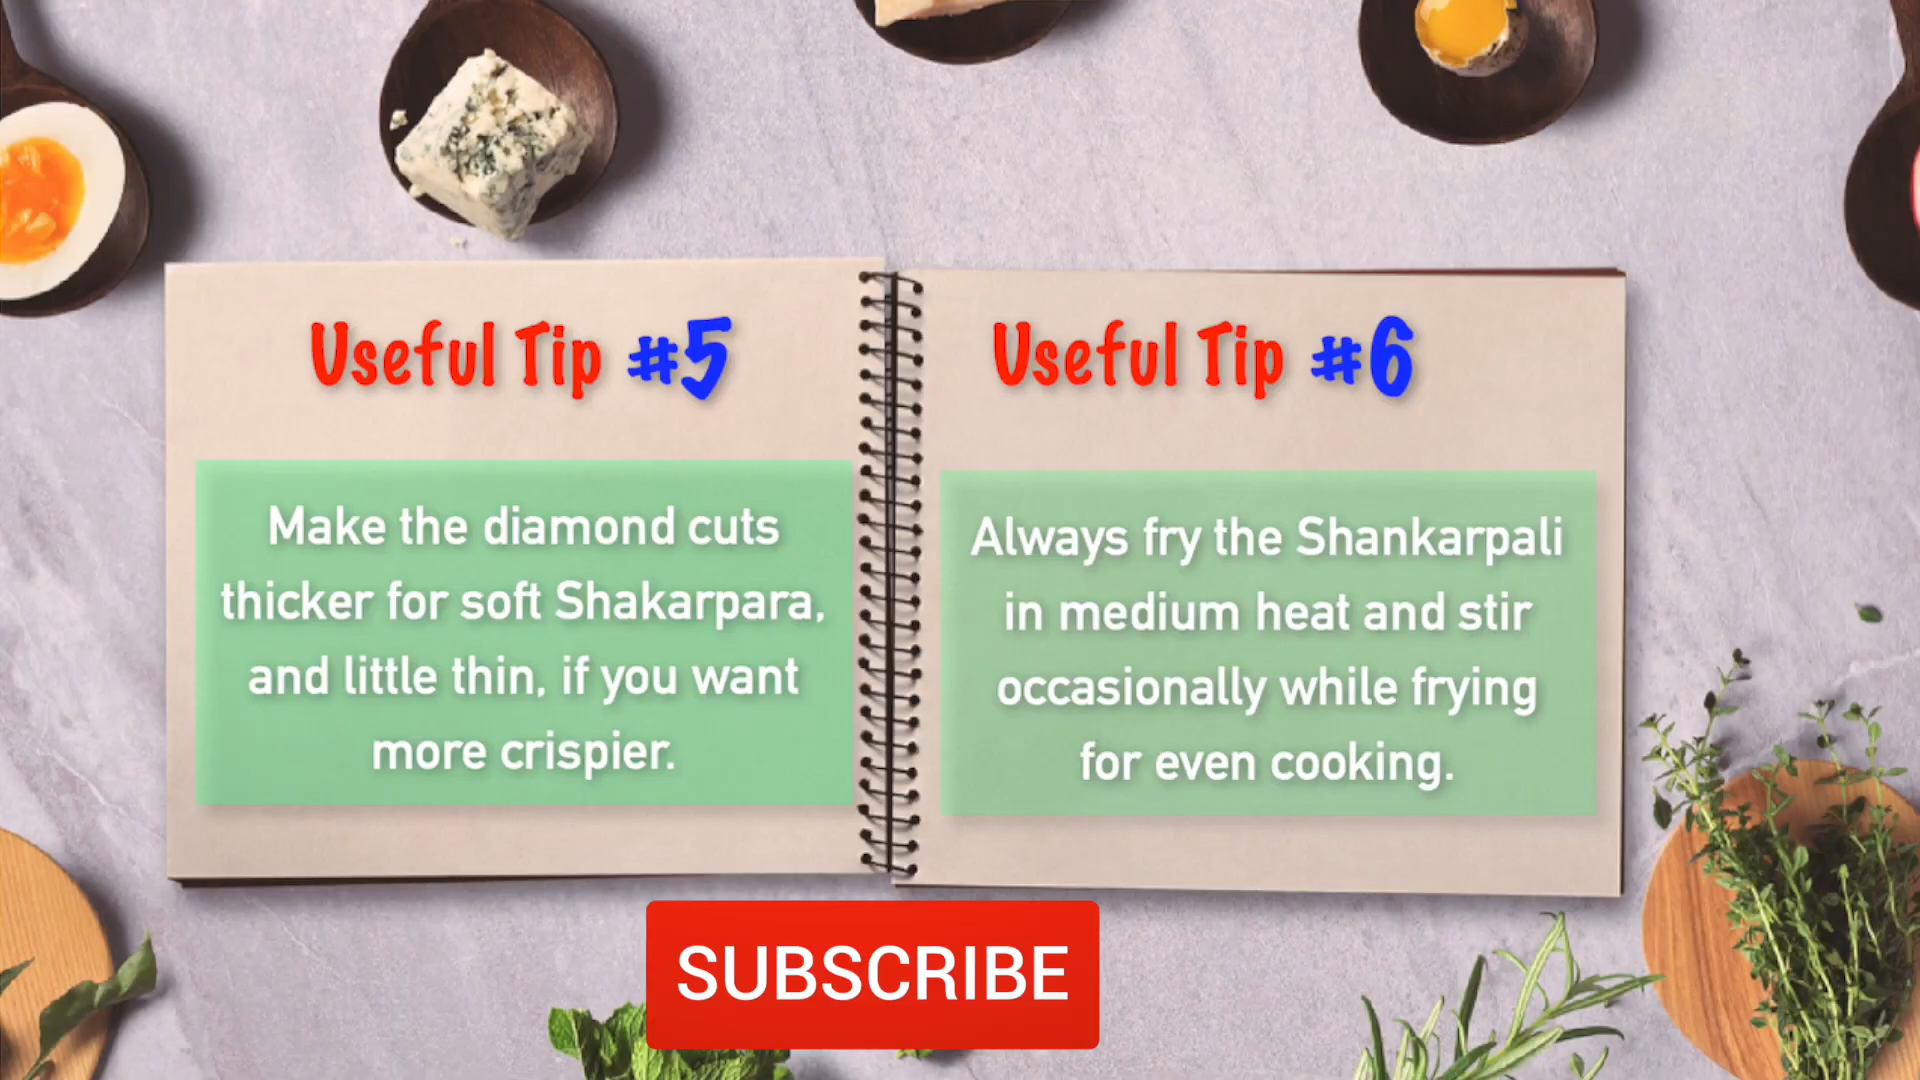 Useful Tip #5
Make the diamond cuts
thicker for soft Shakarpara,
and little thin, if you want
more crispier.
Useful Tip #6
Always fry the Shankarpali
in medium heat and stir
occasionally while frying
for even cooking.
SUBSCRIBE